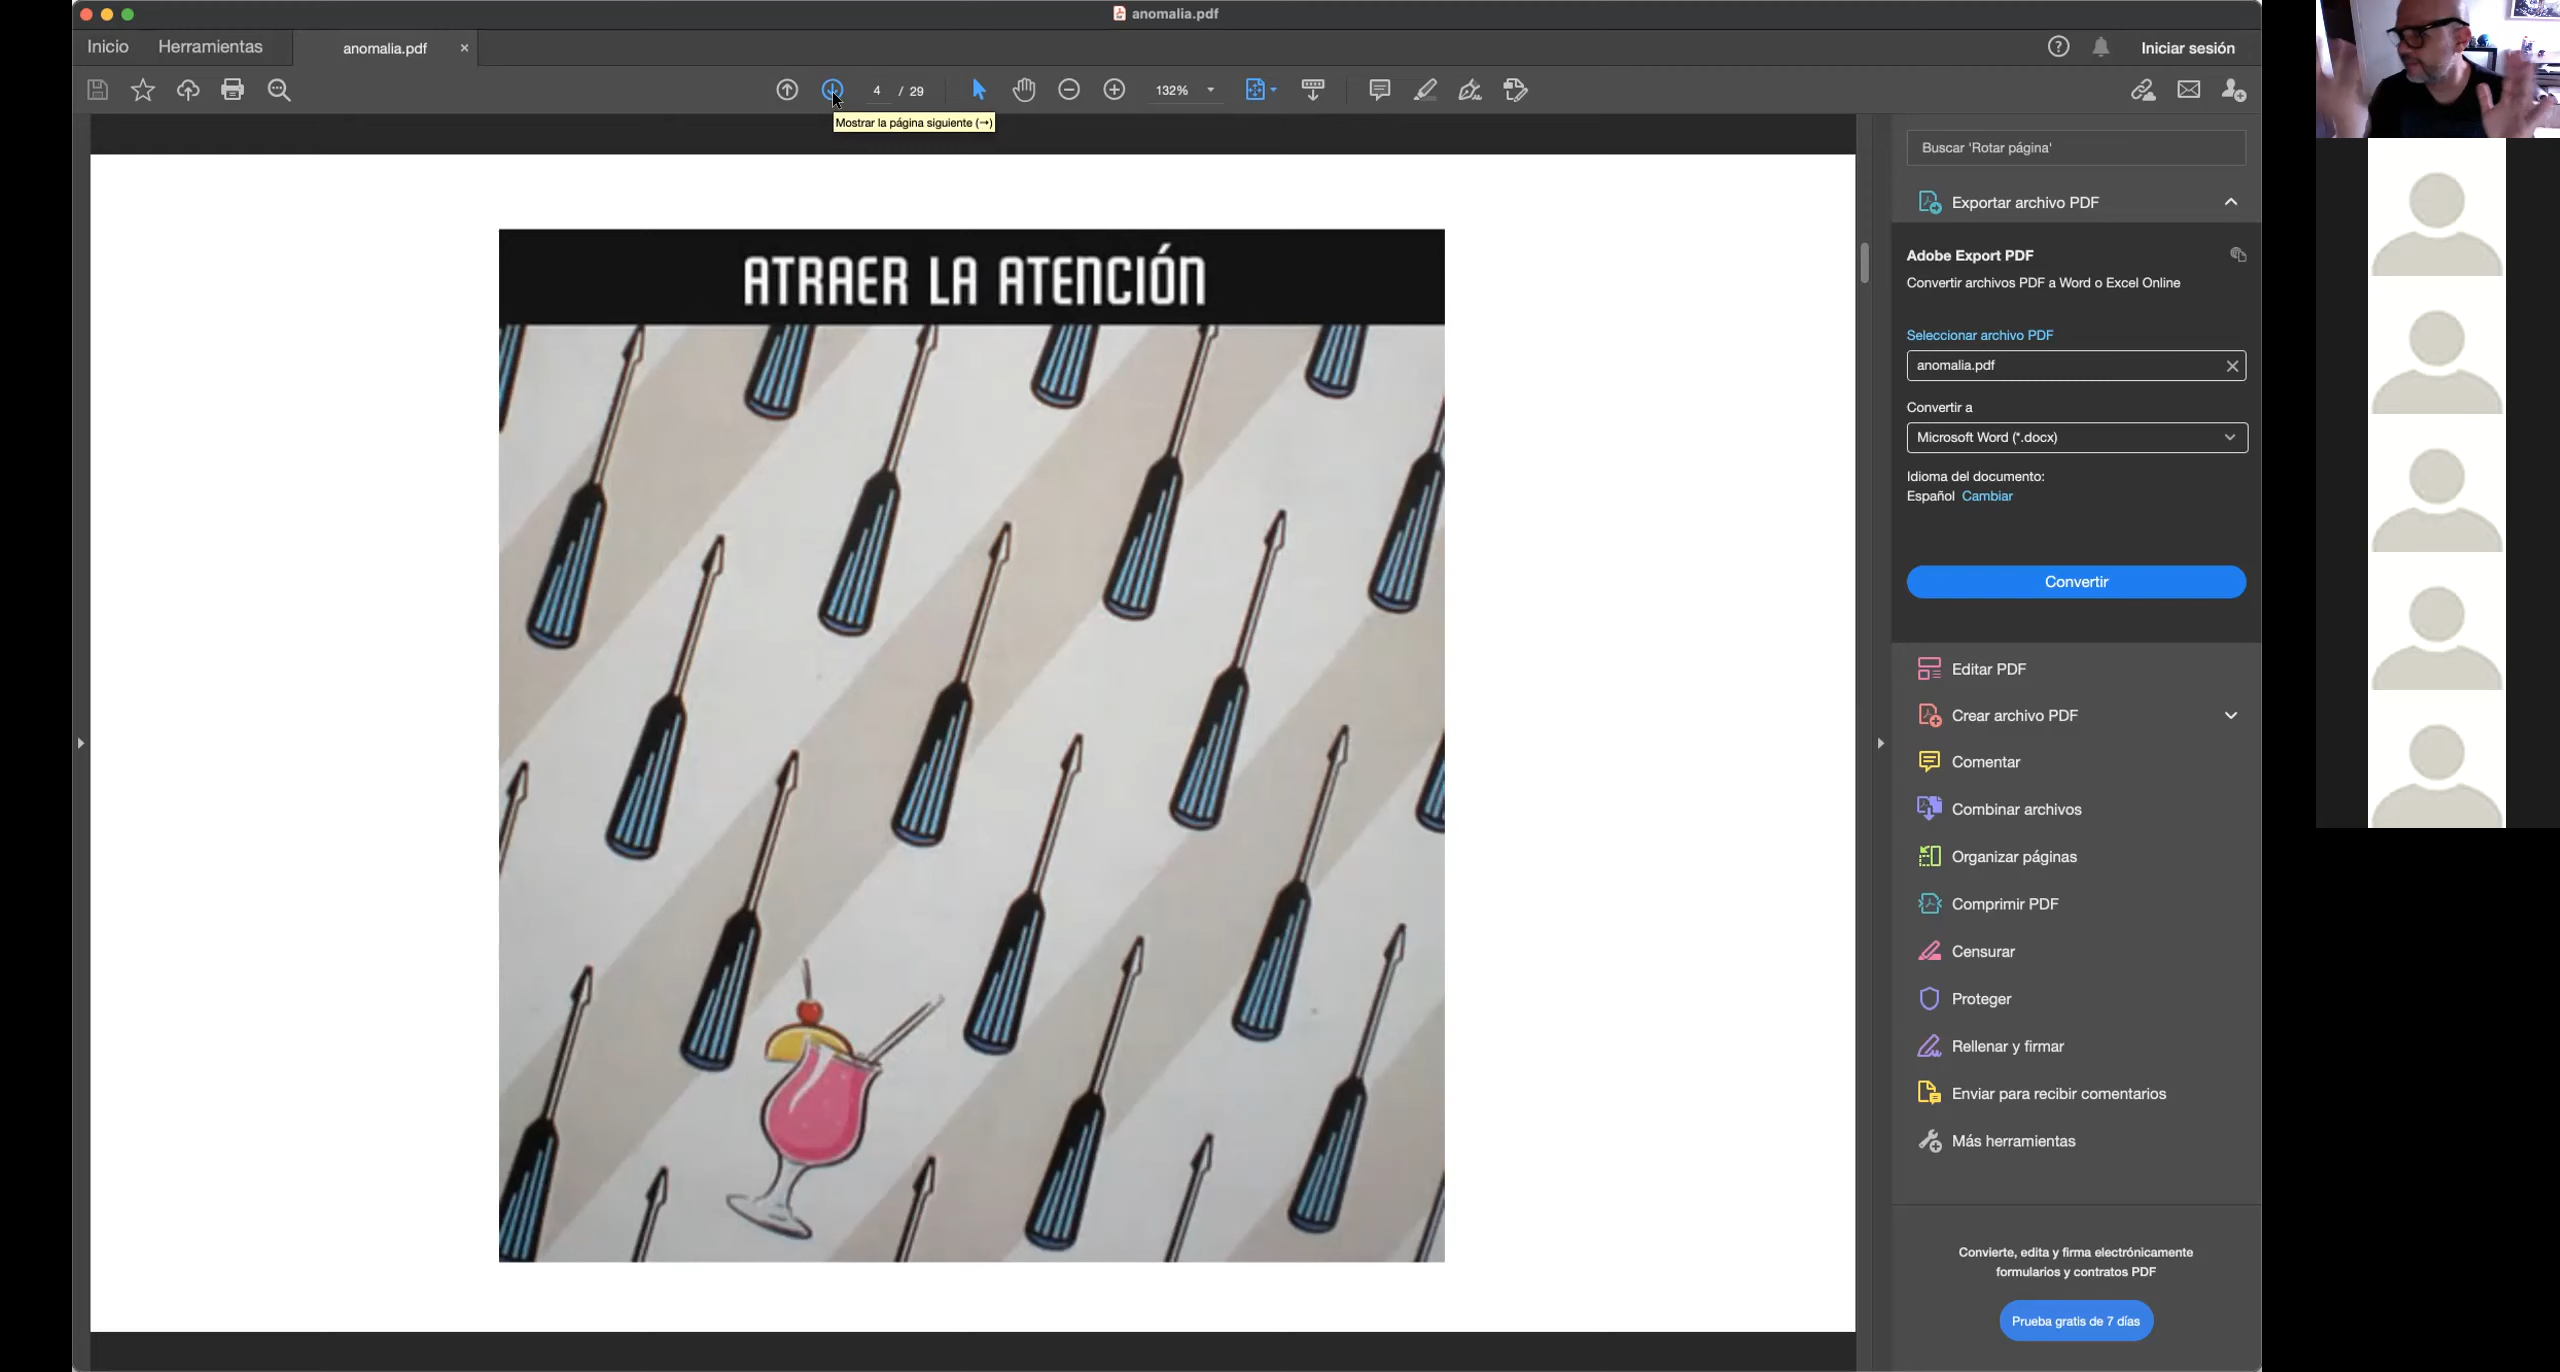 anomalia.pdf
Inicio Herramientas anomalia.pdf × Iniciar sesión
4 / 29 132%
Mostrar la página siguiente (→)
ATRAER LA ATENCIÓN
Buscar 'Rotar página'
Exportar archivo PDF
Adobe Export PDF
Convertir archivos PDF a Word o Excel Online
Seleccionar archivo PDF
anomalia.pdf
Convertir a
Microsoft Word (*.docx)
Idioma del documento:
Español Cambiar
Convertir
Editar PDF
Crear archivo PDF
Comentar
Combinar archivos
Organizar páginas
Comprimir PDF
Censurar
Proteger
Rellenar y firmar
Enviar para recibir comentarios
Más herramientas
Convierte, edita y firma electrónicamente
formularios y contratos PDF
Prueba gratis de 7 días